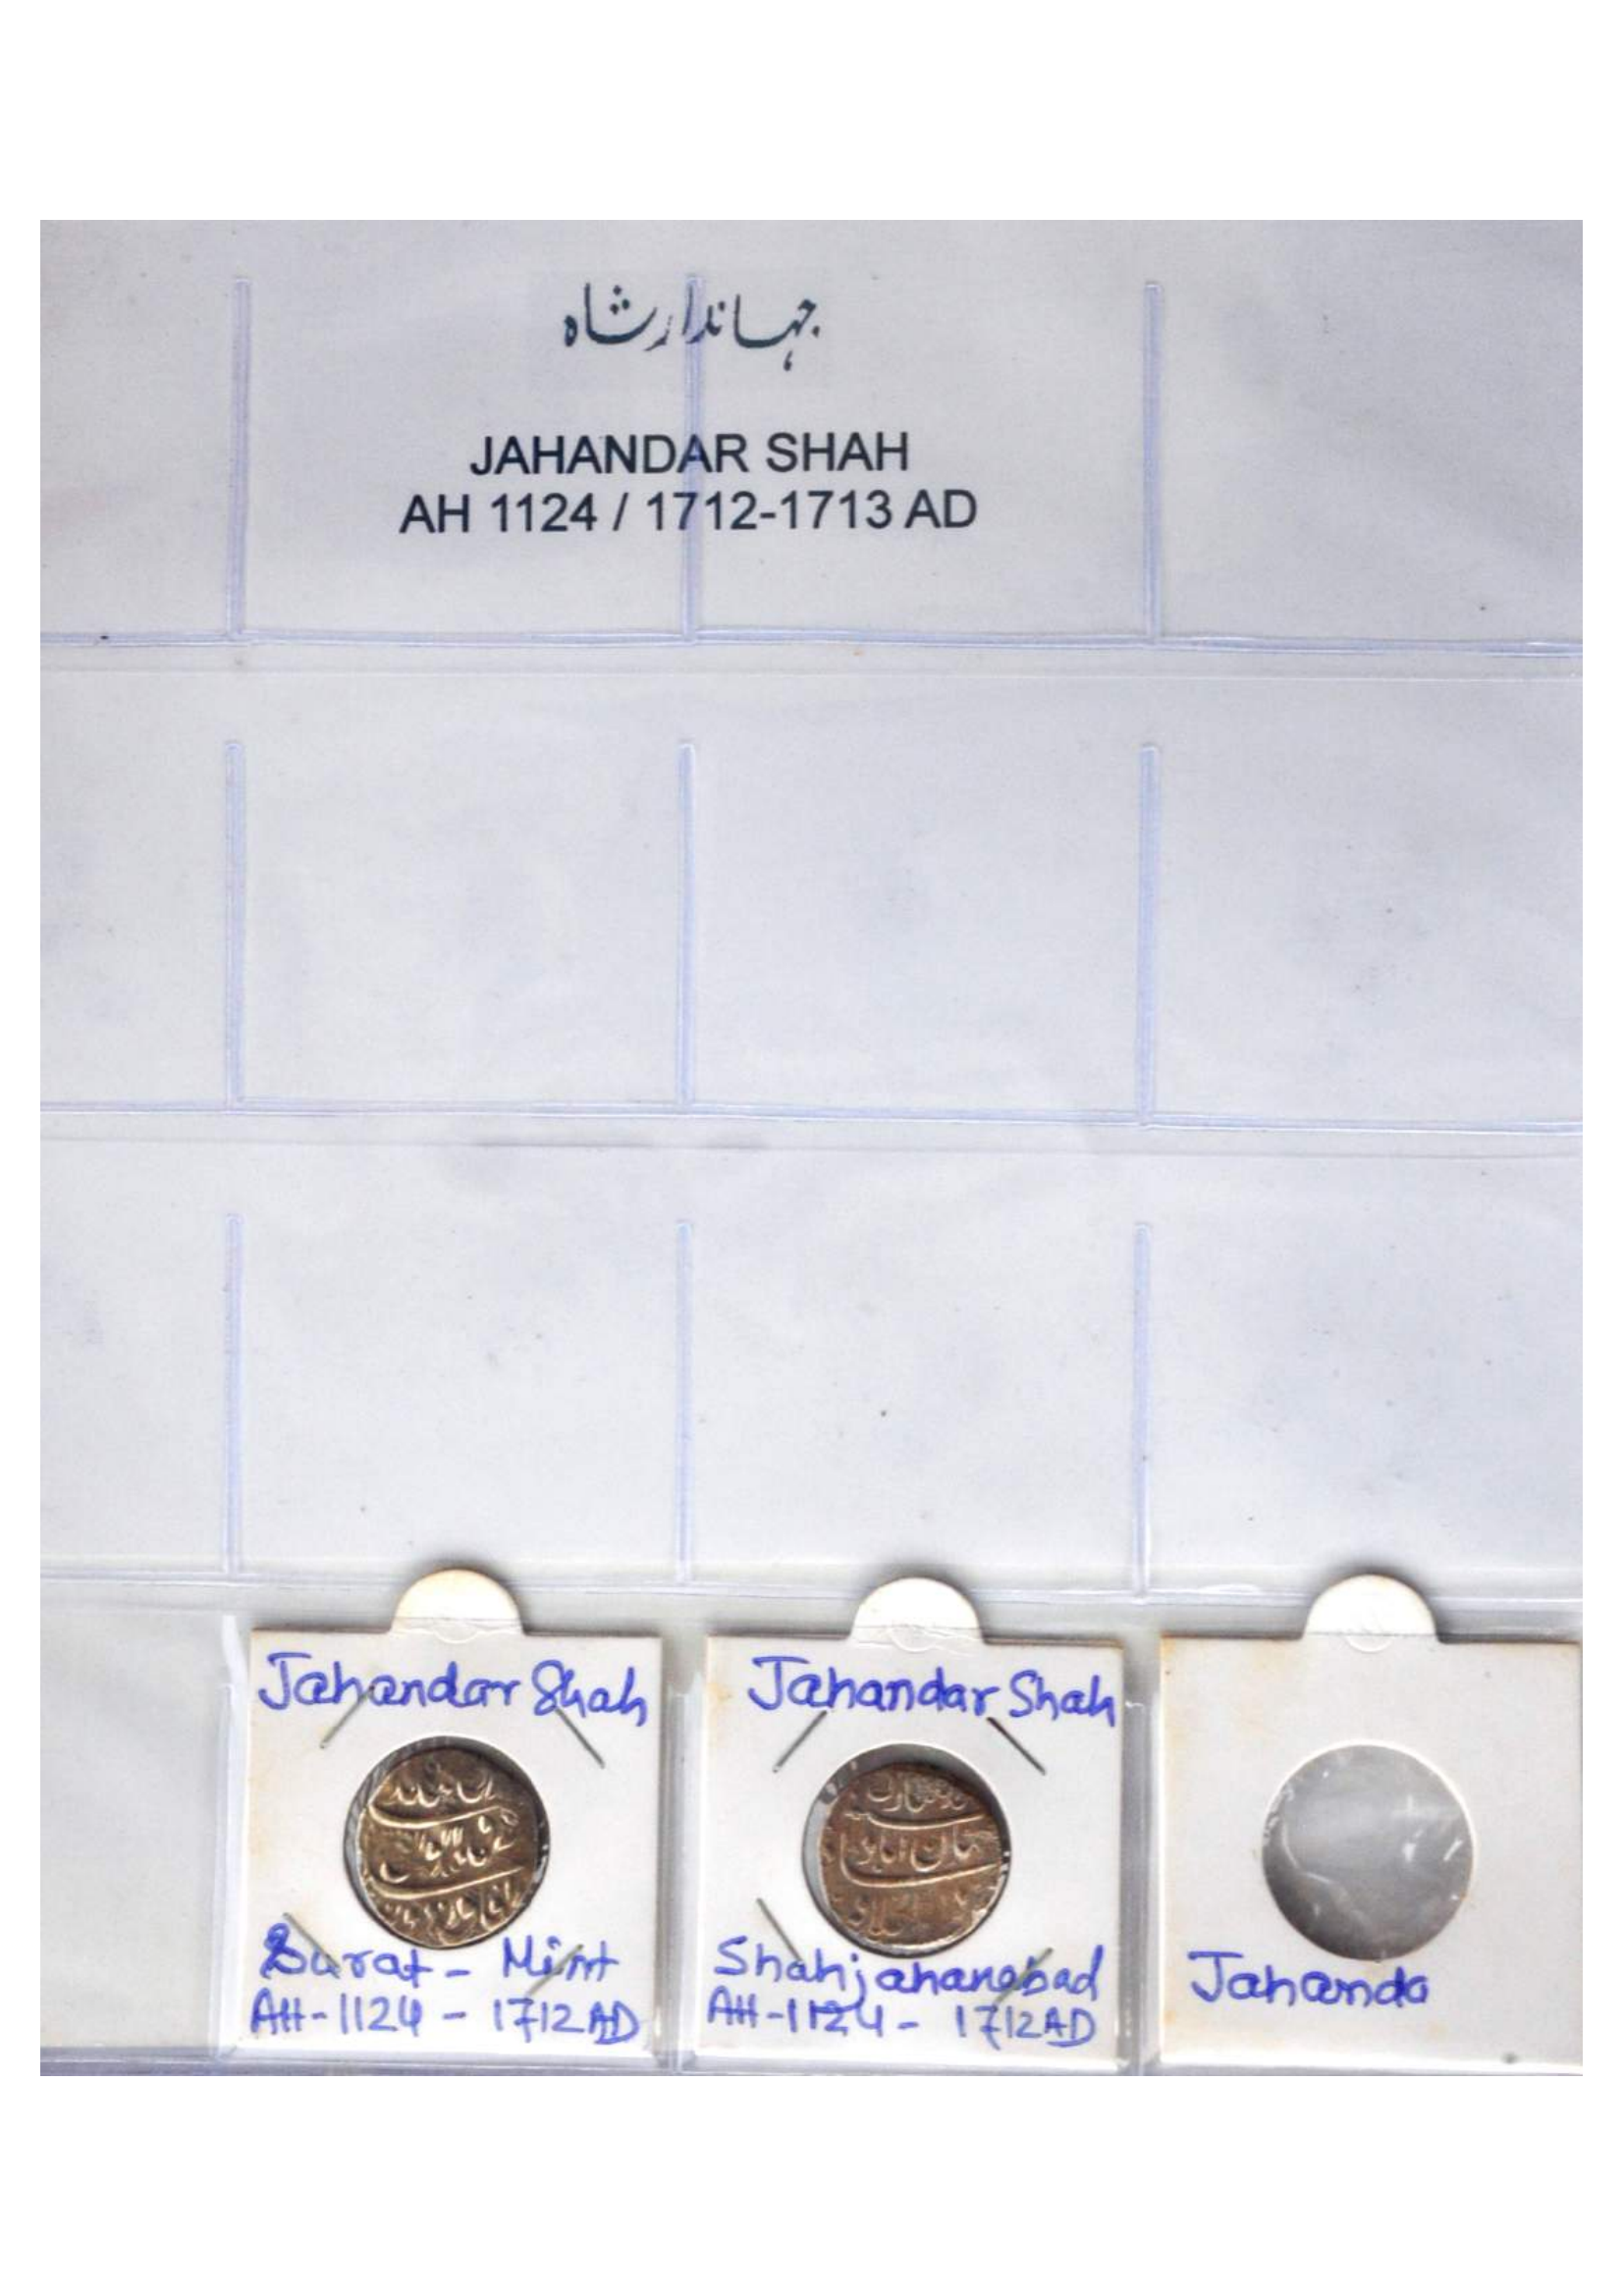 جہاندارشاہ
JAHANDAR SHAH
AH 1124 / 1712-1713 AD
Jahandar Shah
Surat - Mint
AH-1124 - 1712AD
Jahandar Shah
Shahjahanabad
AH-1124 - 1712AD
Jahanda